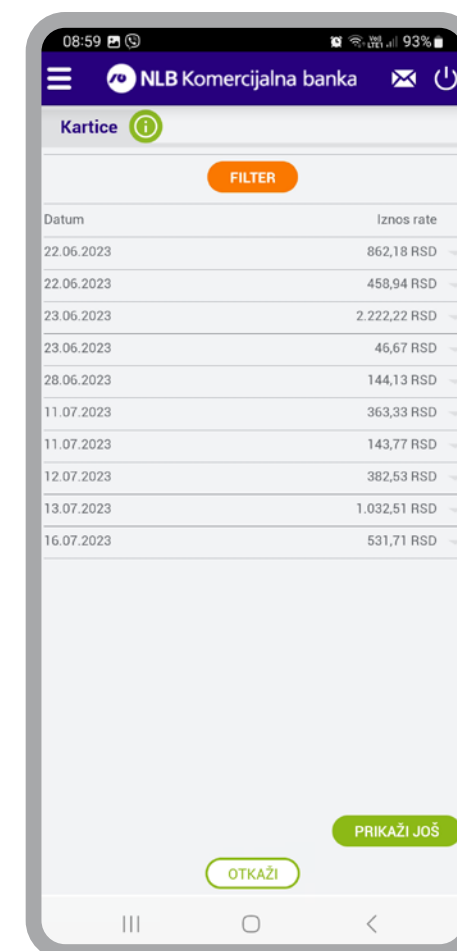 08:59 93%
NLB Komercijalna banka
Kartice
FILTER
Datum Iznos rate
22.06.2023 862,18 RSD
22.06.2023 458,94 RSD
23.06.2023 2.222,22 RSD
23.06.2023 46,67 RSD
28.06.2023 144,13 RSD
11.07.2023 363,33 RSD
11.07.2023 143,77 RSD
12.07.2023 382,53 RSD
13.07.2023 1.032,51 RSD
16.07.2023 531,71 RSD
PRIKAŽI JOŠ
OTKAŽI